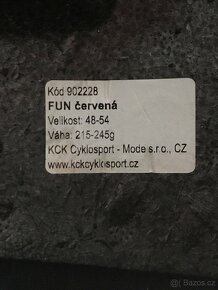 Kód 902228
FUN červená
Velikost: 48-54
Váha: 215-245g
KCK Cyklosport - Mode s.r.o., CZ
www.kckcyklosport.cz
Bazos.cz